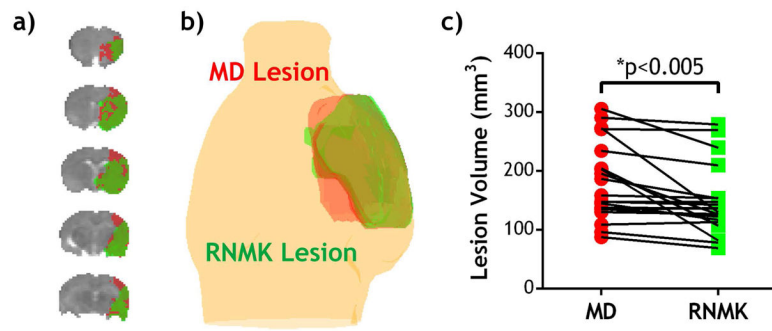 a)
b)
MD Lesion
RNMK Lesion
c)
*p<0.005
Lesion Volume (mm³)
400
300
200
100
0
MD
RNMK